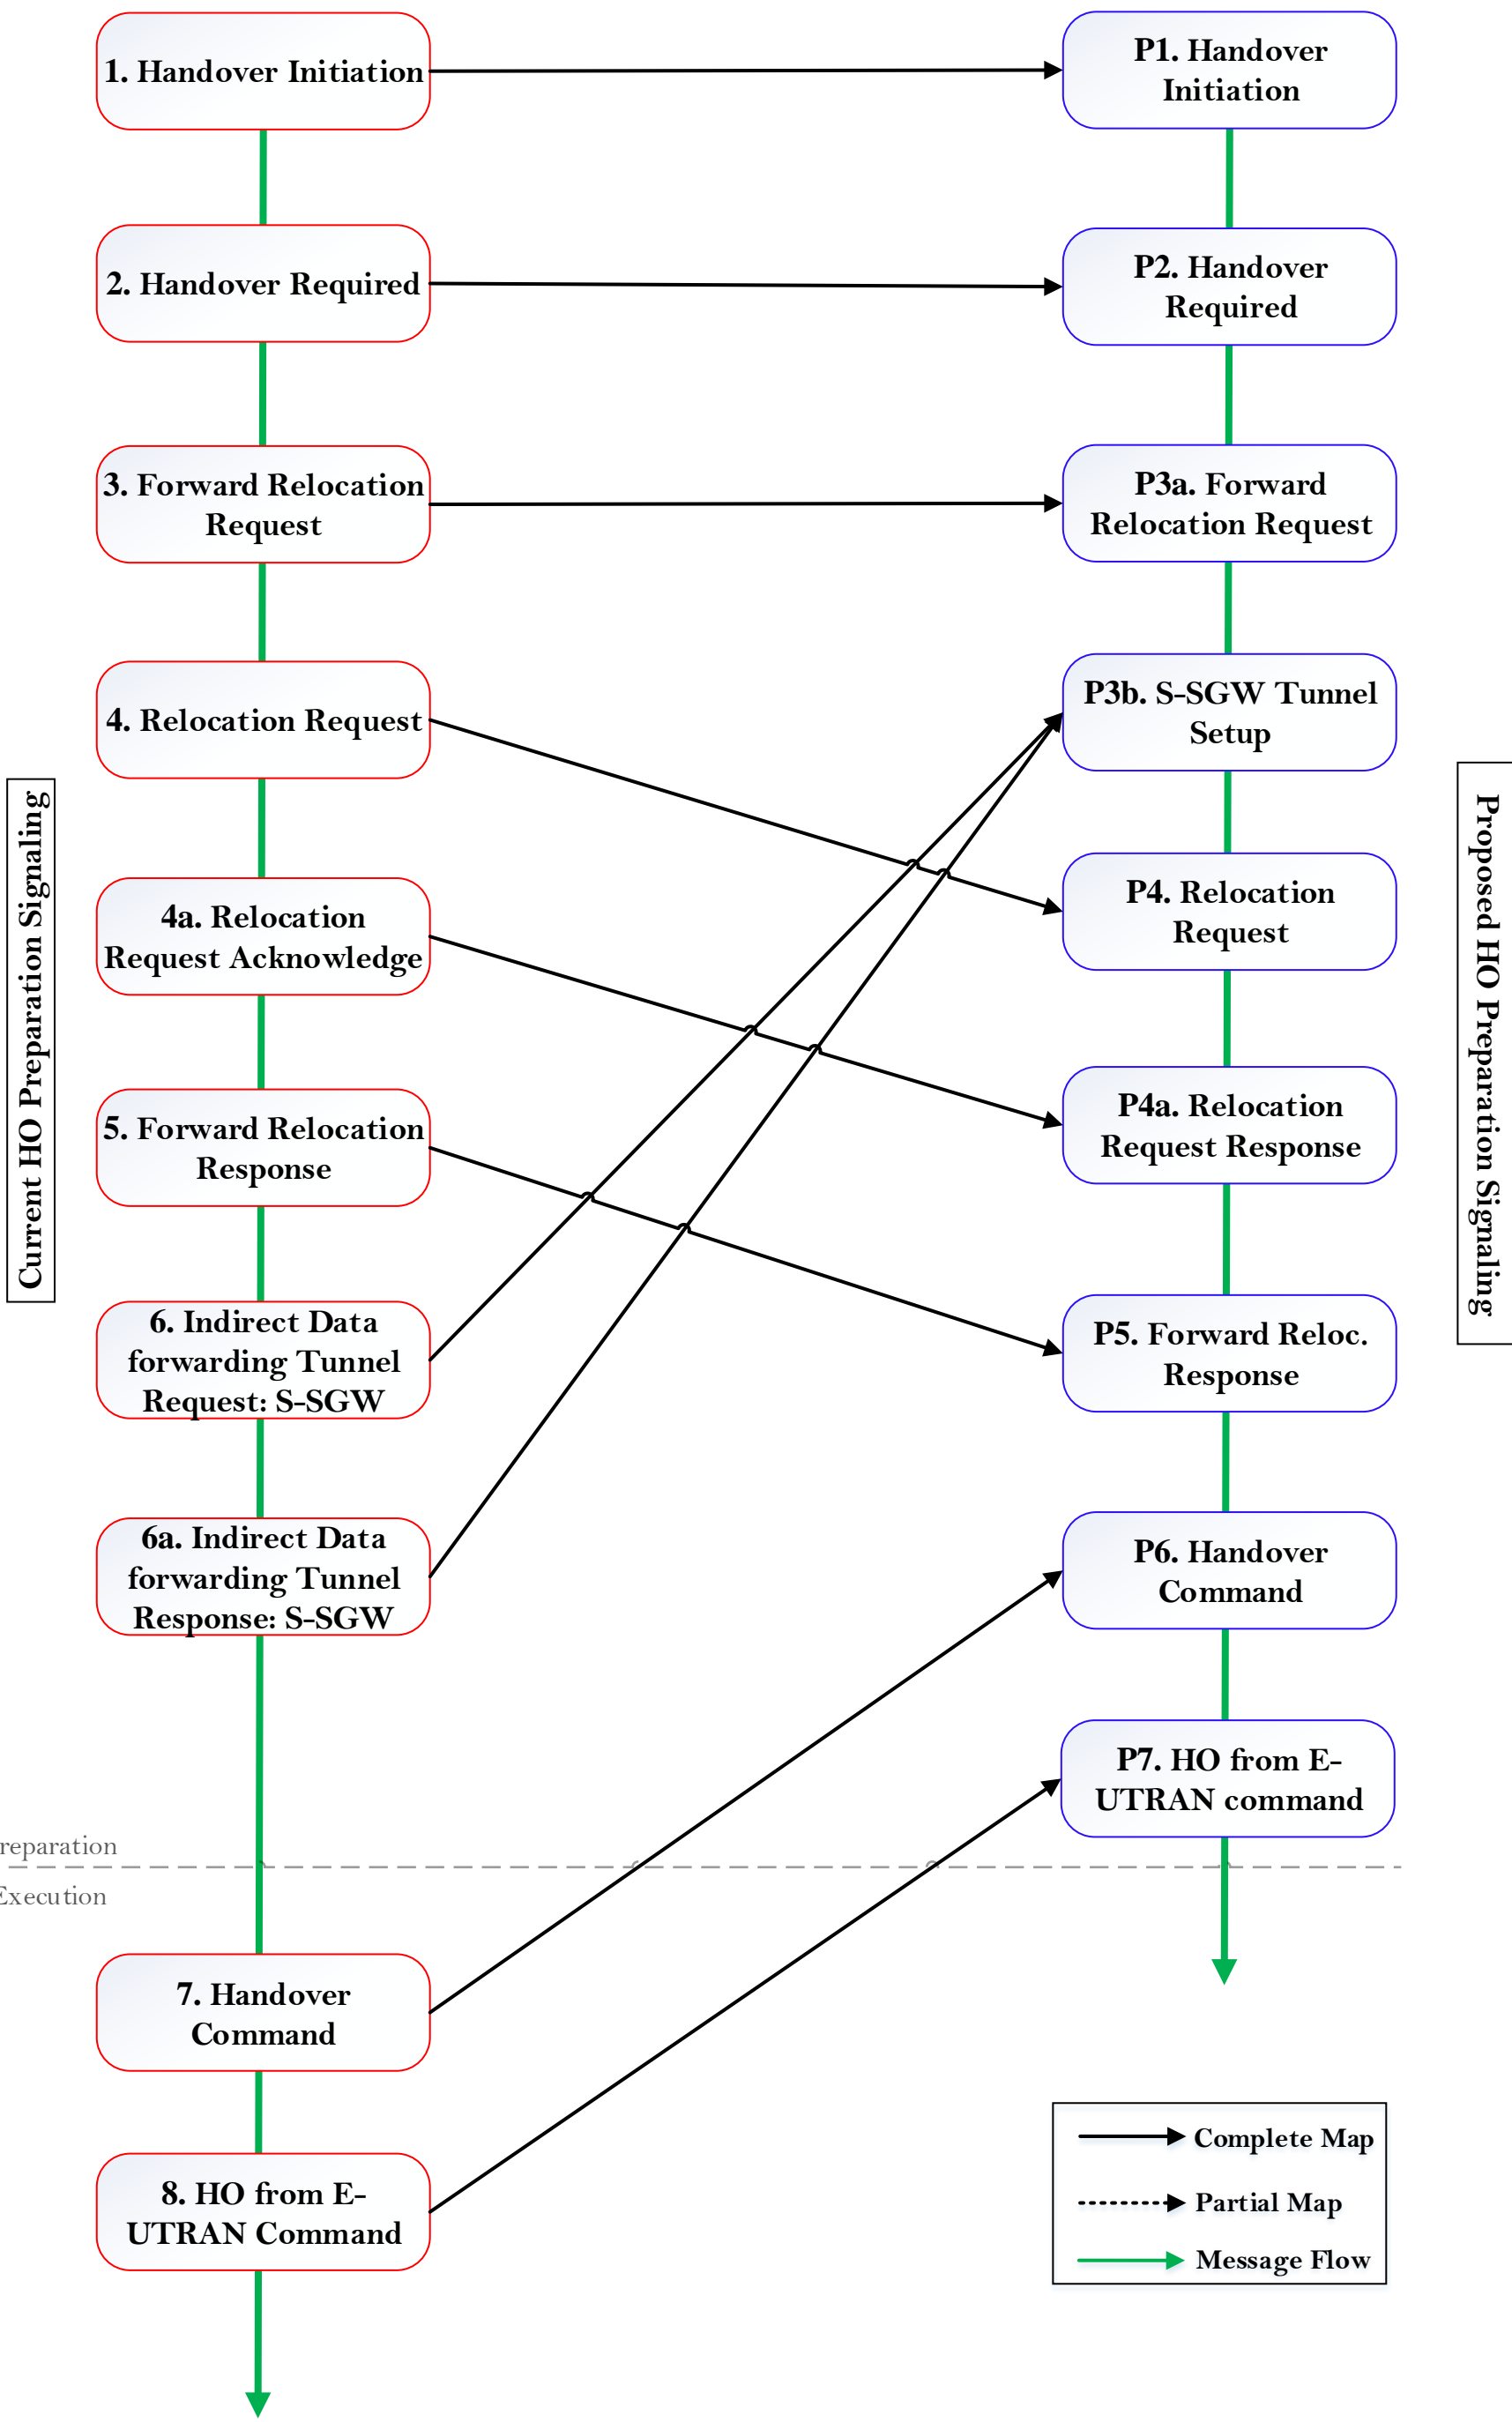 1. Handover Initiation
2. Handover Required
3. Forward Relocation
Request
4. Relocation Request
4a. Relocation
Request Acknowledge
5. Forward Relocation
Response
6. Indirect Data
forwarding Tunnel
Request: S-SGW
6a. Indirect Data
forwarding Tunnel
Response: S-SGW
7. Handover
Command
8. HO from E-
UTRAN Command
Current HO Preparation Signaling
reparation
Execution
P1. Handover
Initiation
P2. Handover
Required
P3a. Forward
Relocation Request
P3b. S-SGW Tunnel
Setup
P4. Relocation
Request
P4a. Relocation
Request Response
P5. Forward Reloc.
Response
P6. Handover
Command
P7. HO from E-
UTRAN command
Proposed HO Preparation Signaling
Complete Map
Partial Map
Message Flow